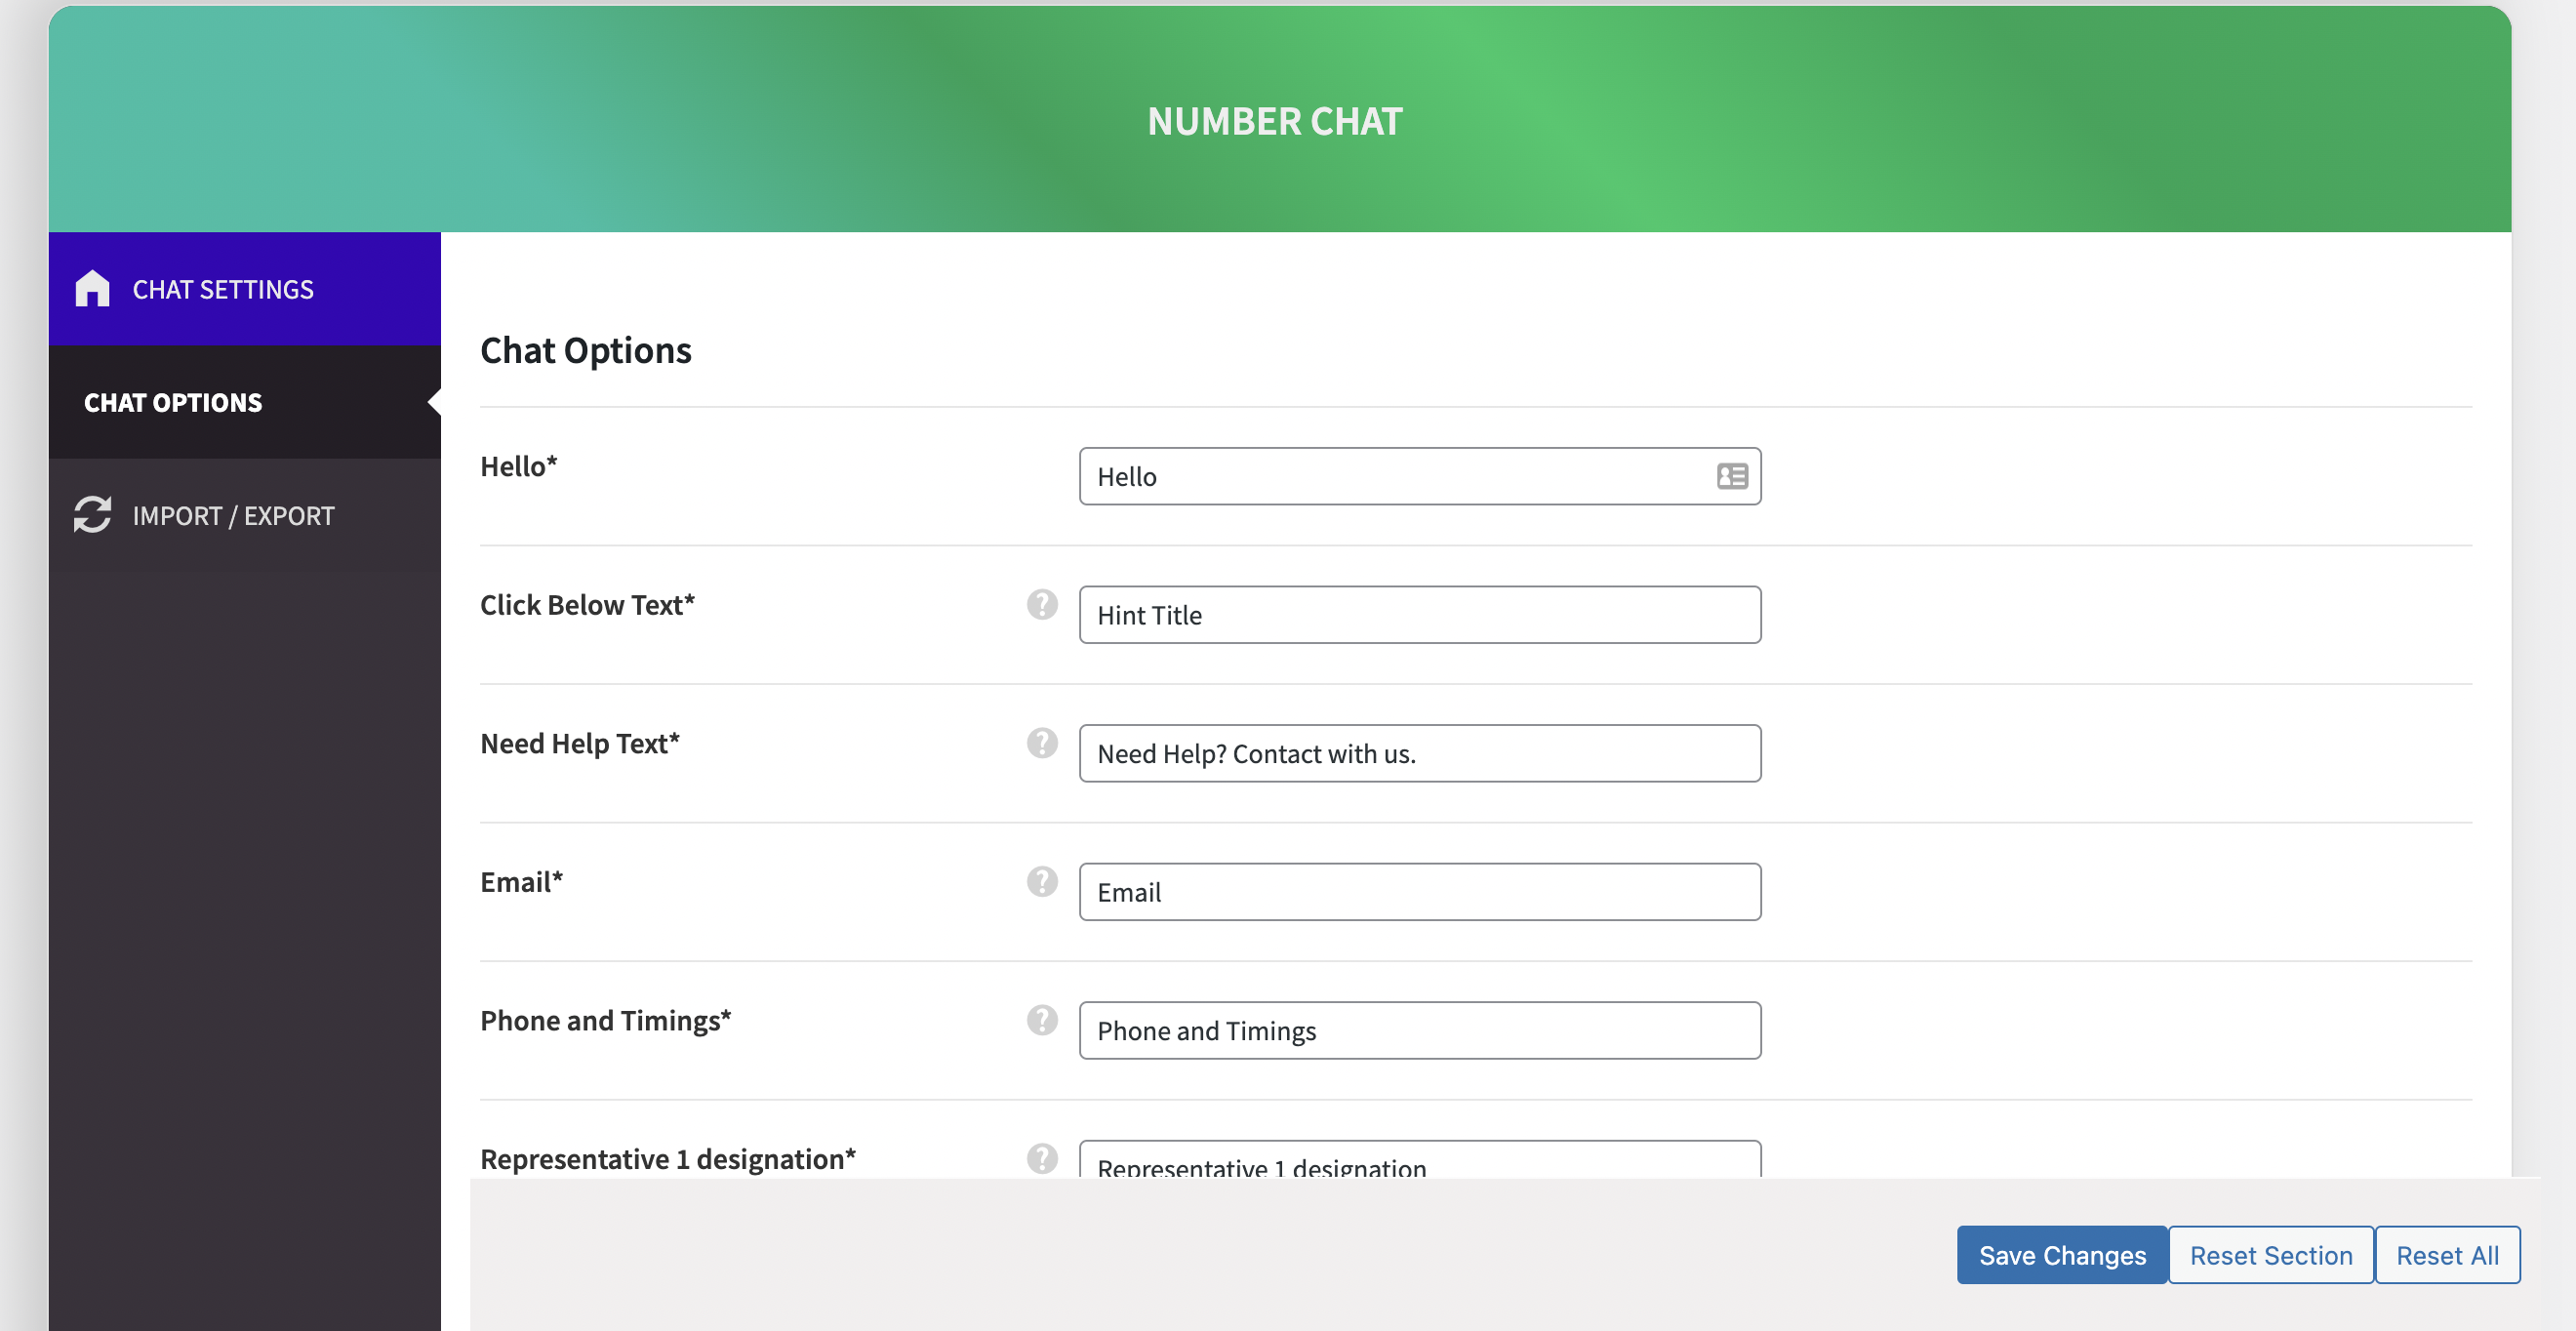 NUMBER CHAT
CHAT SETTINGS
CHAT OPTIONS
IMPORT / EXPORT
Chat Options
Hello*
Hello
Click Below Text*
?
Hint Title
Need Help Text*
?
Need Help? Contact with us.
Email*
?
Email
Phone and Timings*
?
Phone and Timings
Representative 1 designation*
?
Representative 1 designation
Save Changes
Reset Section
Reset All